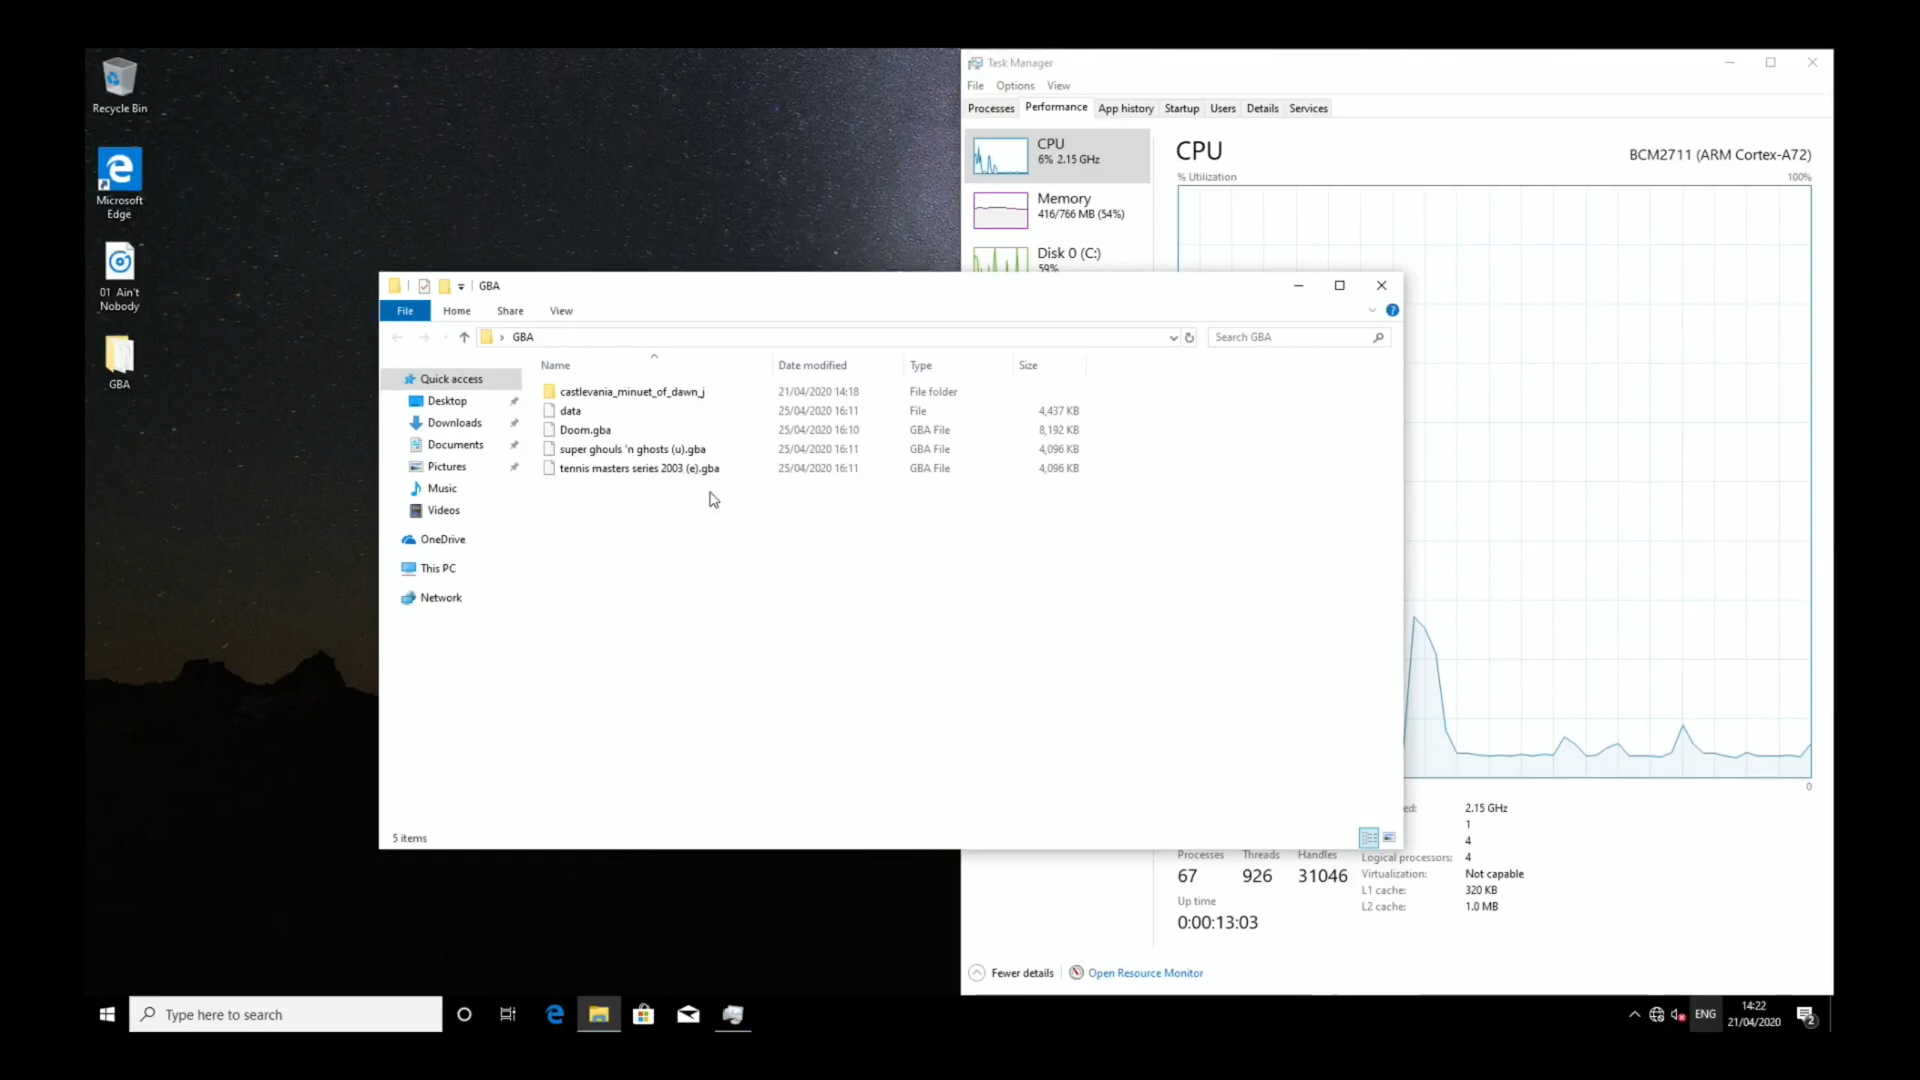 Recycle Bin
Microsoft
Edge
01 Ain't
Nobody
GBA
Task Manager
File Options View
Processes Performance App history Startup Users Details Services
CPU
6% 2.15 GHz
Memory
416/766 MB (54%)
Disk 0 (C:)
59%
CPU
BCM2711 (ARM Cortex-A72)
% Utilization
100%
GBA
File Home Share View
GBA
Search GBA
Name Date modified Type Size
castlevania_minuet_of_dawn_j 21/04/2020 14:18 File folder
data 25/04/2020 16:11 File 4,437 KB
Doom.gba 25/04/2020 16:10 GBA File 8,192 KB
super ghouls 'n ghosts (u).gba 25/04/2020 16:11 GBA File 4,096 KB
tennis masters series 2003 (e).gba 25/04/2020 16:11 GBA File 4,096 KB
Quick access
Desktop
Downloads
Documents
Pictures
Music
Videos
OneDrive
This PC
Network
5 items
0
ed: 2.15 GHz
1
4
Processes Threads Handles
67 926 31046
Up time
0:00:13:03
Logical processors: 4
Virtualization: Not capable
L1 cache: 320 KB
L2 cache: 1.0 MB
Fewer details
Open Resource Monitor
Type here to search
ENG
14:22
21/04/2020
2